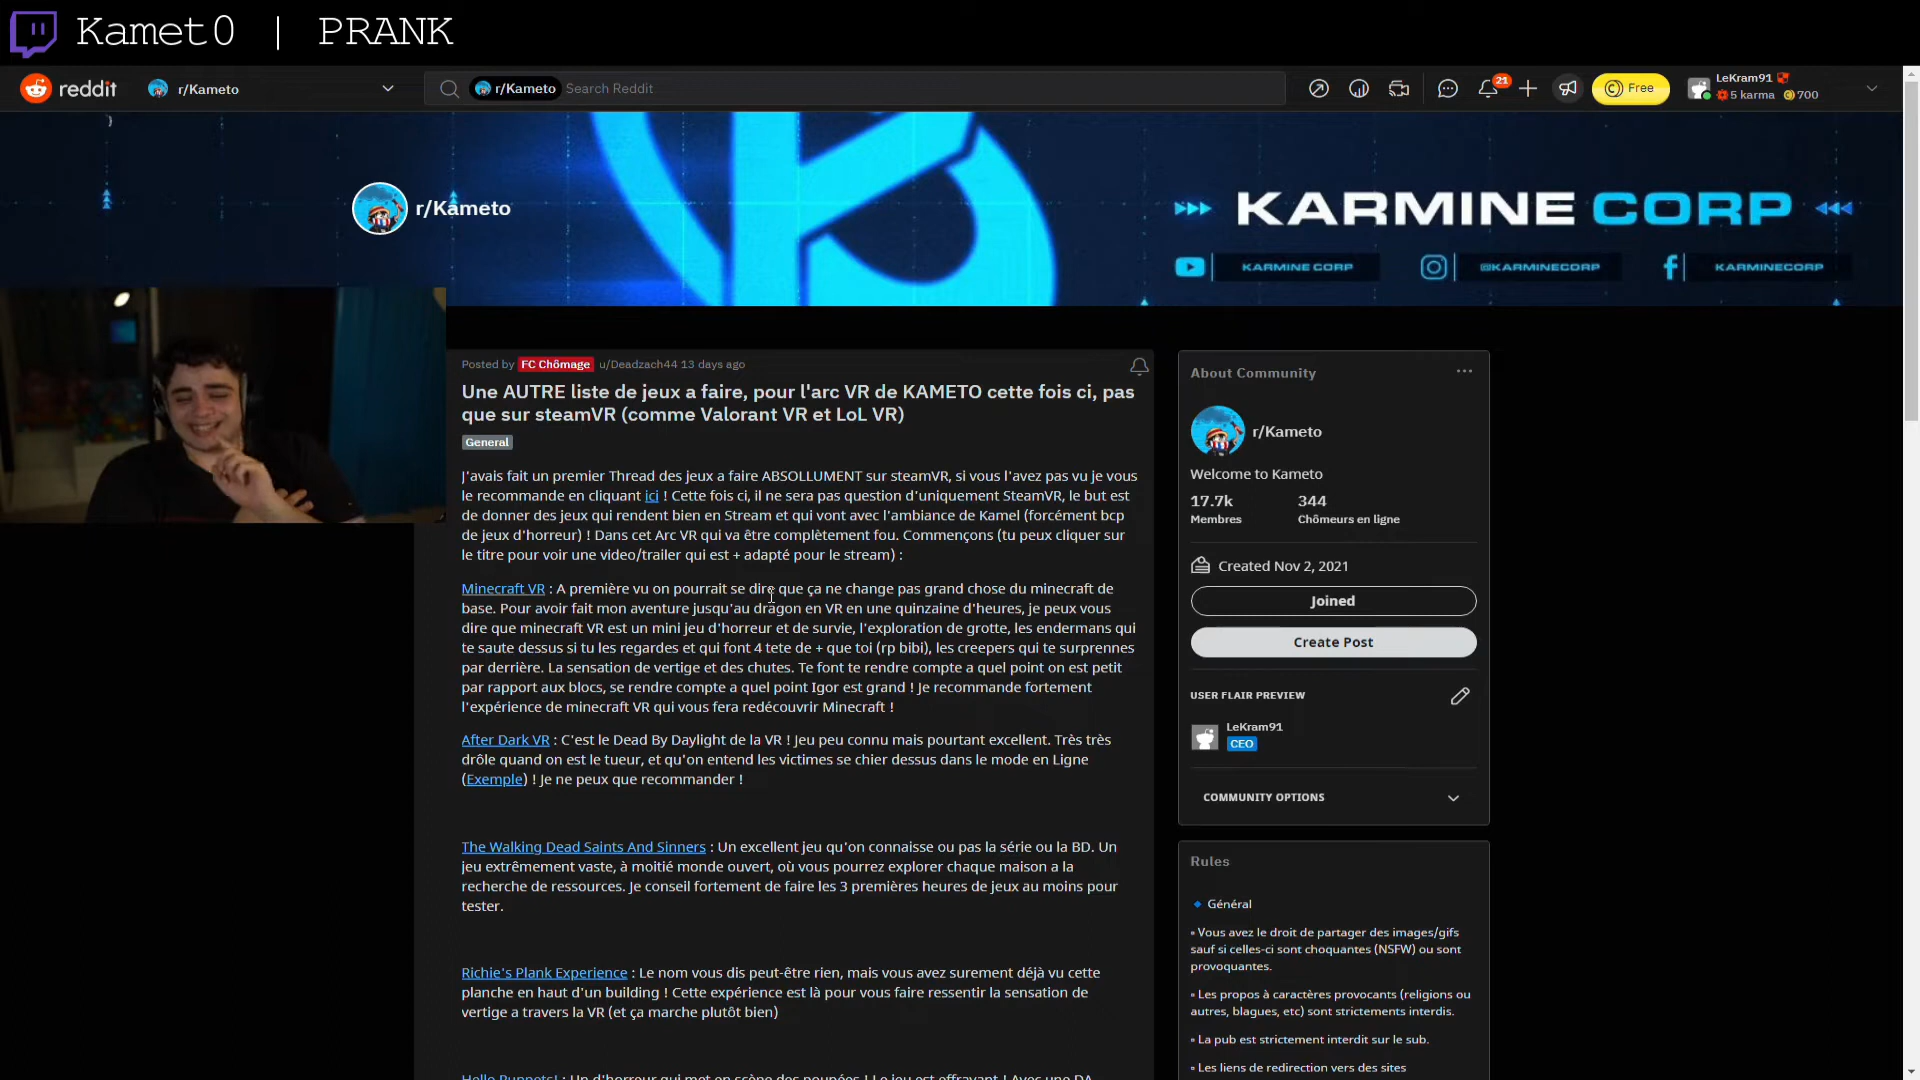 Kamet0 | PRANK
reddit
r/Kameto
r/Kameto Search Reddit
21
Free
LeKram91
5 karma 700
r/Kameto
KARMINE CORP
KARMINE CORP
@KARMINECORP
KARMINECORP
Posted by FC Chômage u/Deadzach44 13 days ago
Une AUTRE liste de jeux a faire, pour l'arc VR de KAMETO cette fois ci, pas
que sur steamVR (comme Valorant VR et LoL VR)
General
J'avais fait un premier Thread des jeux a faire ABSOLLUMENT sur steamVR, si vous l'avez pas vu je vous
le recommande en cliquant ici ! Cette fois ci, il ne sera pas question d'uniquement SteamVR, le but est
de donner des jeux qui rendent bien en Stream et qui vont avec l'ambiance de Kamel (forcément bcp
de jeux d'horreur) ! Dans cet Arc VR qui va être complètement fou. Commençons (tu peux cliquer sur
le titre pour voir une video/trailer qui est + adapté pour le stream) :
Minecraft VR : A première vu on pourrait se dire que ça ne change pas grand chose du minecraft de
base. Pour avoir fait mon aventure jusqu'au dragon en VR en une quinzaine d'heures, je peux vous
dire que minecraft VR est un mini jeu d'horreur et de survie, l'exploration de grotte, les endermans qui
te saute dessus si tu les regardes et qui font 4 tete de + que toi (rp bibi), les creepers qui te surprennes
par derrière. La sensation de vertige et des chutes. Te font te rendre compte a quel point on est petit
par rapport aux blocs, se rendre compte a quel point Igor est grand ! Je recommande fortement
l'expérience de minecraft VR qui vous fera redécouvrir Minecraft !
After Dark VR : C'est le Dead By Daylight de la VR ! Jeu peu connu mais pourtant excellent. Très très
drôle quand on est le tueur, et qu'on entend les victimes se chier dessus dans le mode en Ligne
(Exemple) ! Je ne peux que recommander !
The Walking Dead Saints And Sinners : Un excellent jeu qu'on connaisse ou pas la série ou la BD. Un
jeu extrêmement vaste, à moitié monde ouvert, où vous pourrez explorer chaque maison a la
recherche de ressources. Je conseil fortement de faire les 3 premières heures de jeux au moins pour
tester.
Richie's Plank Experience : Le nom vous dis peut-être rien, mais vous avez surement déjà vu cette
planche en haut d'un building ! Cette expérience est là pour vous faire ressentir la sensation de
vertige a travers la VR (et ça marche plutôt bien)
Hello Puppets! : Un d'horreur qui met en scène des poupées ! Le jeu est effrayant ! Avec une DA
About Community
r/Kameto
Welcome to Kameto
17.7k 344
Membres Chômeurs en ligne
Created Nov 2, 2021
Joined
Create Post
USER FLAIR PREVIEW
LeKram91
CEO
COMMUNITY OPTIONS
Rules
Général
▪ Vous avez le droit de partager des images/gifs
sauf si celles-ci sont choquantes (NSFW) ou sont
provoquantes.
▪ Les propos à caractères provocants (religions ou
autres, blagues, etc) sont strictements interdis.
▪ La pub est strictement interdit sur le sub.
▪ Les liens de redirection vers des sites